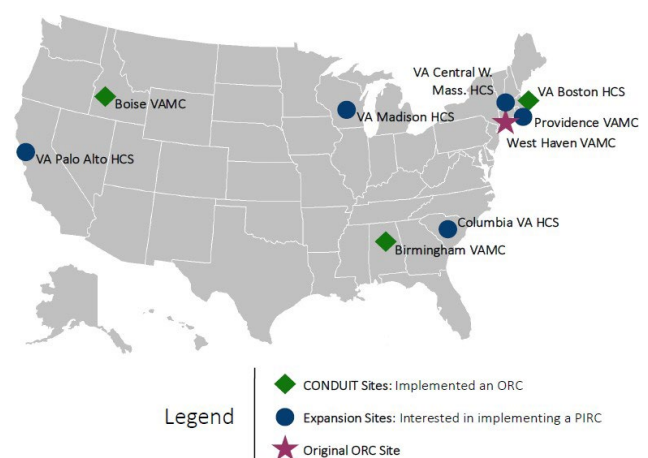 VA Central W.
Mass. HCS
VA Boston HCS
Boise VAMC
VA Madison HCS
Providence VAMC
West Haven VAMC
VA Palo Alto HCS
Columbia VA HCS
Birmingham VAMC
Legend
CONDUIT Sites: Implemented an ORC
Expansion Sites: Interested in implementing a PIRC
Original ORC Site